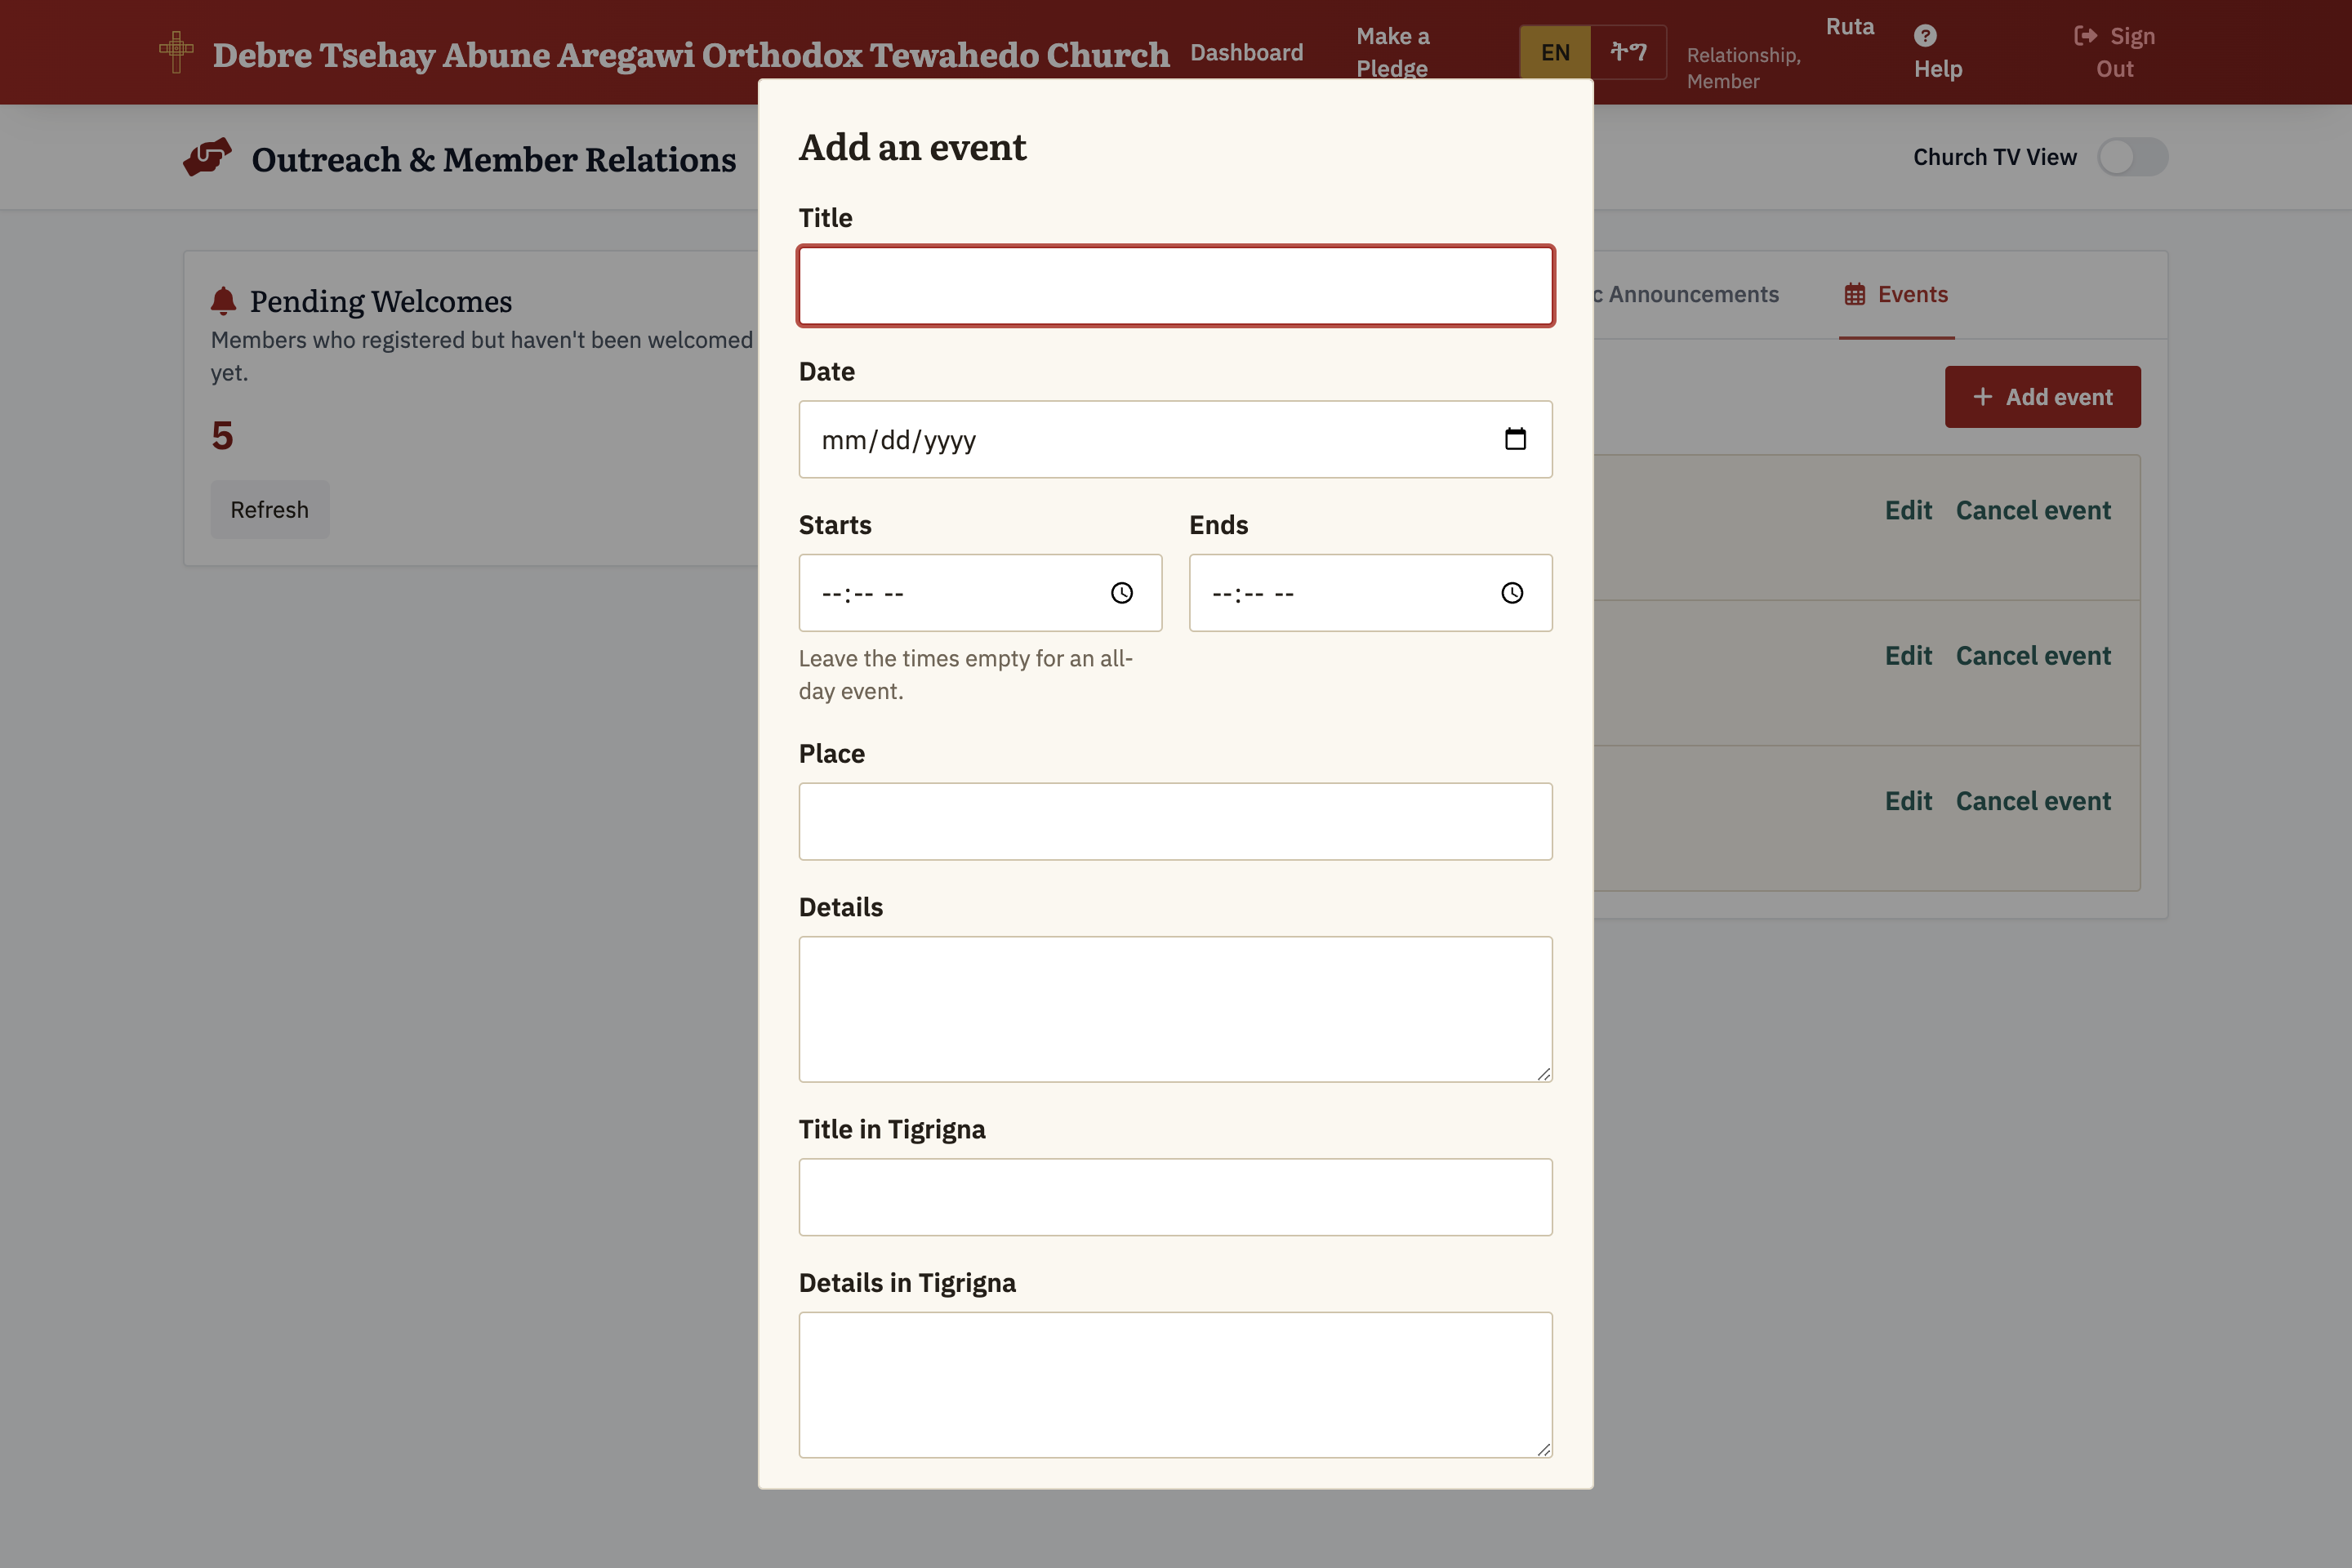 Debre Tsehay Abune Aregawi Orthodox Tewahedo Church
Dashboard
Make a
Pledge
EN
ትግ
Relationship,
Member
Ruta
Help
Sign
Out
Outreach & Member Relations
Church TV View
Pending Welcomes
Members who registered but haven't been welcomed
yet.
5
Refresh
c Announcements
Events
+ Add event
Edit Cancel event
Edit Cancel event
Edit Cancel event
Add an event
Title
Date
mm/dd/yyyy
Starts
Ends
--:-- --
--:-- --
Leave the times empty for an all-
day event.
Place
Details
Title in Tigrigna
Details in Tigrigna